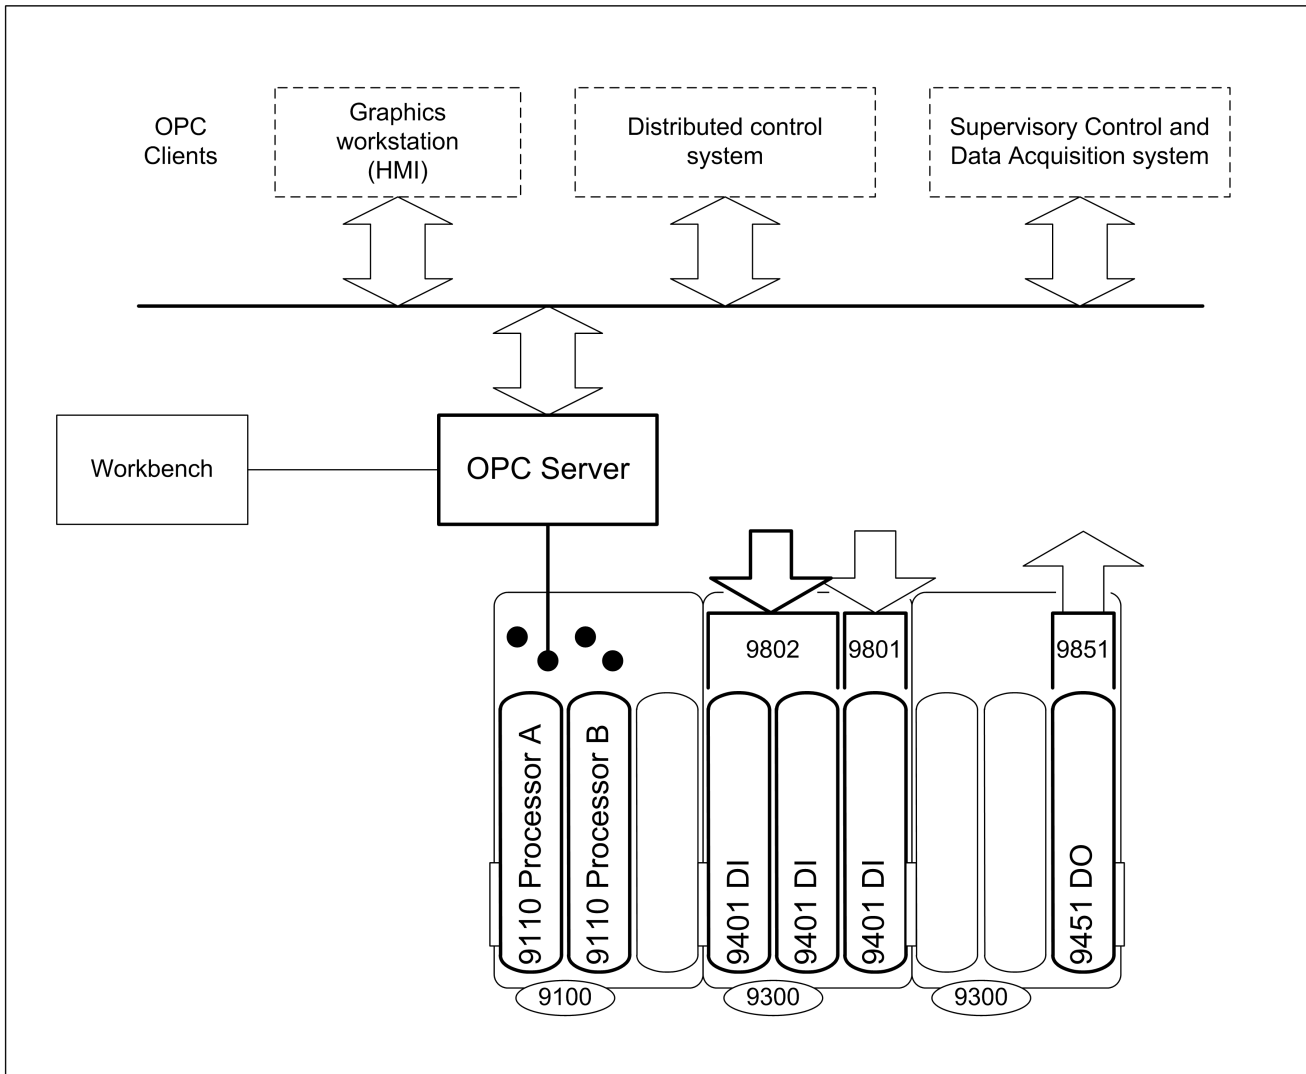 OPC
Clients
Graphics
workstation
(HMI)
Distributed control
system
Supervisory Control and
Data Acquisition system
Workbench
OPC Server
9802
9801
9851
9110 Processor A
9110 Processor B
9401 DI
9401 DI
9401 DI
9451 DO
9100
9300
9300